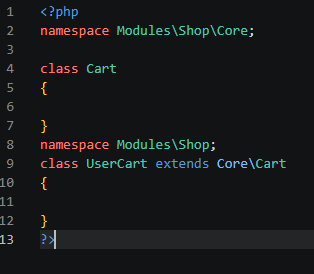 1 <?php
2 namespace Modules\Shop\Core;
3
4 class Cart
5 {
6
7 }
8 namespace Modules\Shop;
9 class UserCart extends Core\Cart
10 {
11
12 }
13 ?>